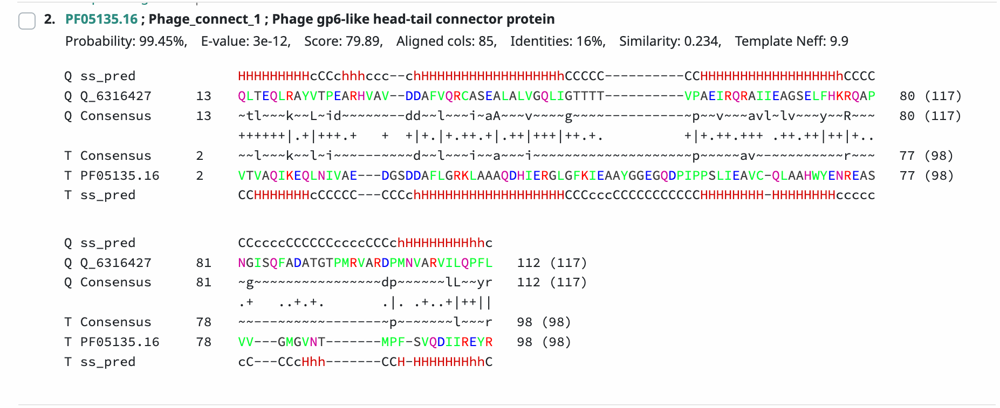 2. PF05135.16 ; Phage_connect_1 ; Phage gp6-like head-tail connector protein
Probability: 99.45%, E-value: 3e-12, Score: 79.89, Aligned cols: 85, Identities: 16%, Similarity: 0.234, Template Neff: 9.9
Q ss_pred HHHHHHHHHcCCchhhccc--chHHHHHHHHHHHHHHHHHhCCCCC----------CCHHHHHHHHHHHHHHHHHhCCCC
Q Q_6316427 13 QLTEQLRAYVTPEARHVAV--DDAFVQRCASEALALVGQLIGTTTT----------VPAEIRQRAIIEAGSELFHKRQAP 80 (117)
Q Consensus 13 ~tl~~~k~~L~id~~~~~~--dd~~l~~~i~aA~~~v~~~~g~~~~----------~p~~v~~~avl~lv~~~y~~R~~~ 80 (117)
++++++|.+|+++.+   +  +|+.|+.++.+|.++|+++|++.+.          +|+.++.+++ .++.++|++|+..
T Consensus 2 ~~l~~~k~~l~i~~~---~~~~d~~l~~~i~~a~~~i~~~~~~~~~~~~~~~~~~~~p~~~~~av~-~~~~~~~~~r~~~ 77 (98)
T PF05135.16 2 VTVAQIKEQLNIVAE---DGSDDAFLGRKLAAAQDHIERGLGFKIEAAYGGEGQDPIPPSLIEAVC-QLAAHWYENREAS 77 (98)
T ss_pred CCHHHHHHHcCCCCC---CCCchHHHHHHHHHHHHHHHHHHCCCcccCCCCCCCCCCCHHHHHHHH-HHHHHHHHccccc
Q ss_pred CCccccCCCCCCccccCCCchHHHHHHHHhhc
Q Q_6316427 81 NGISQFADATGTPMRVARDPMNVARVILQPFL 112 (117)
Q Consensus 81 ~g~~~~~~~~~~~~~~dp~~~~~~lL~~yr 112 (117)
.+   ..+.+.       .|. .+..+|++||
T Consensus 78 ~~---~~~~~~-------~p~-~~~~~l~~~r 98 (98)
T PF05135.16 78 VV---GMGVNT-------MPF-SVQDIIREYR 98 (98)
T ss_pred cC---CCcHhh-------CCH-HHHHHHHhhC